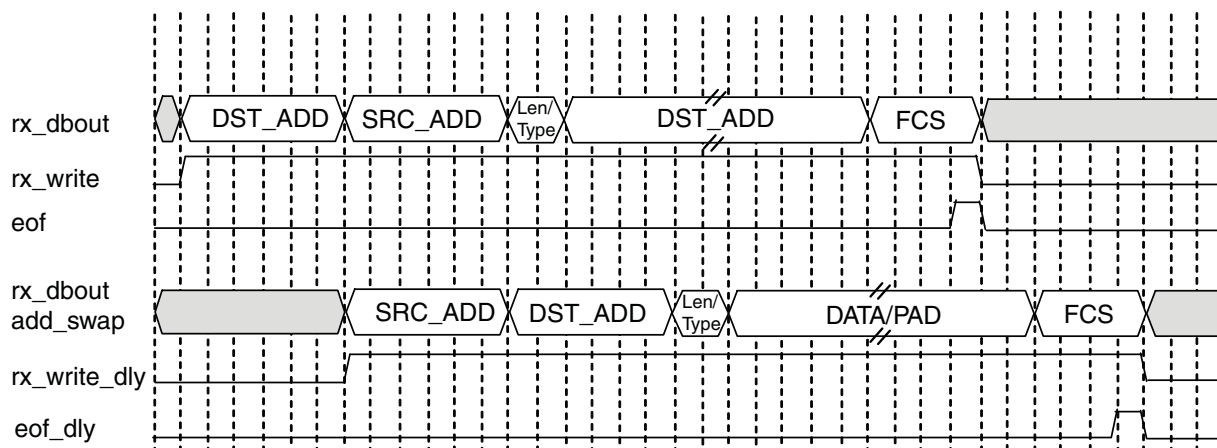 rx_dbout DST_ADD SRC_ADD Len/ Type DST_ADD FCS
rx_write
eof
rx_dbout
add_swap SRC_ADD DST_ADD Len/ Type DATA/PAD FCS
rx_write_dly
eof_dly